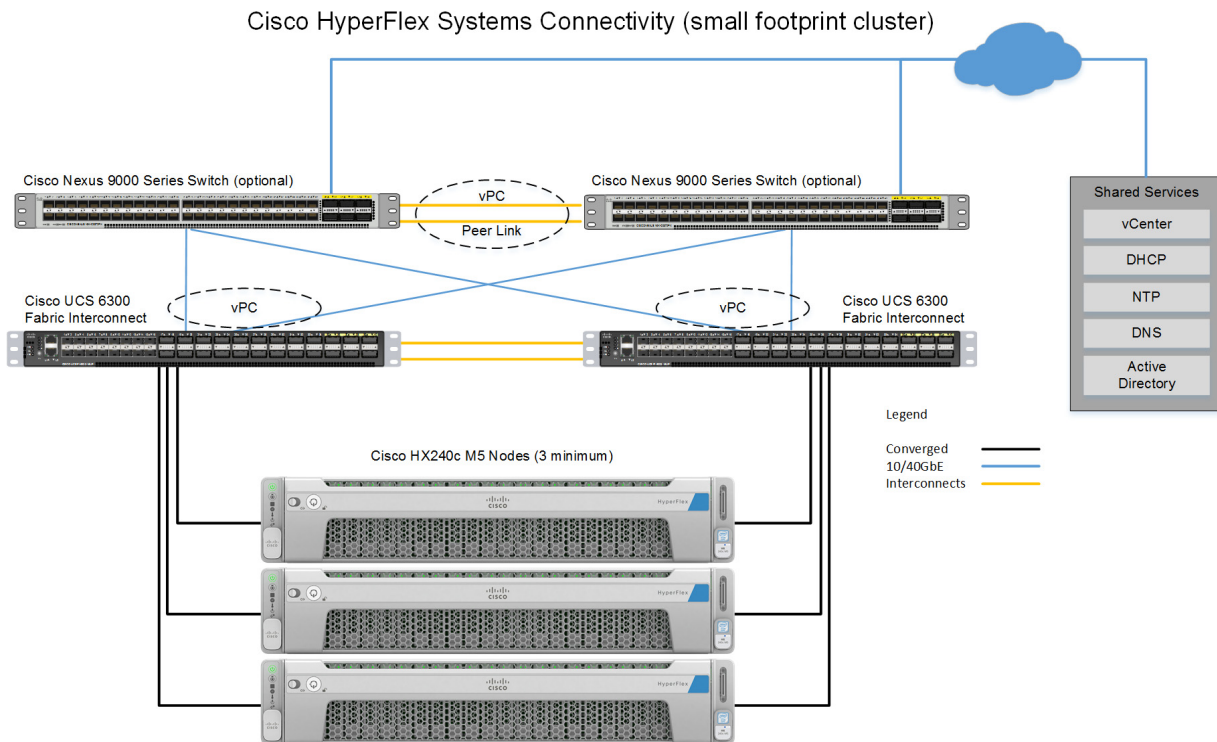 Cisco HyperFlex Systems Connectivity (small footprint cluster)
Cisco Nexus 9000 Series Switch (optional)
vPC
Peer Link
Cisco Nexus 9000 Series Switch (optional)
Shared Services
vCenter
DHCP
NTP
DNS
Active
Directory
Cisco UCS 6300
Fabric Interconnect
vPC
vPC
Cisco UCS 6300
Fabric Interconnect
Legend
Converged
10/40GbE
Interconnects
Cisco HX240c M5 Nodes (3 minimum)
CISCO
HyperFlex
CISCO
HyperFlex
CISCO
HyperFlex